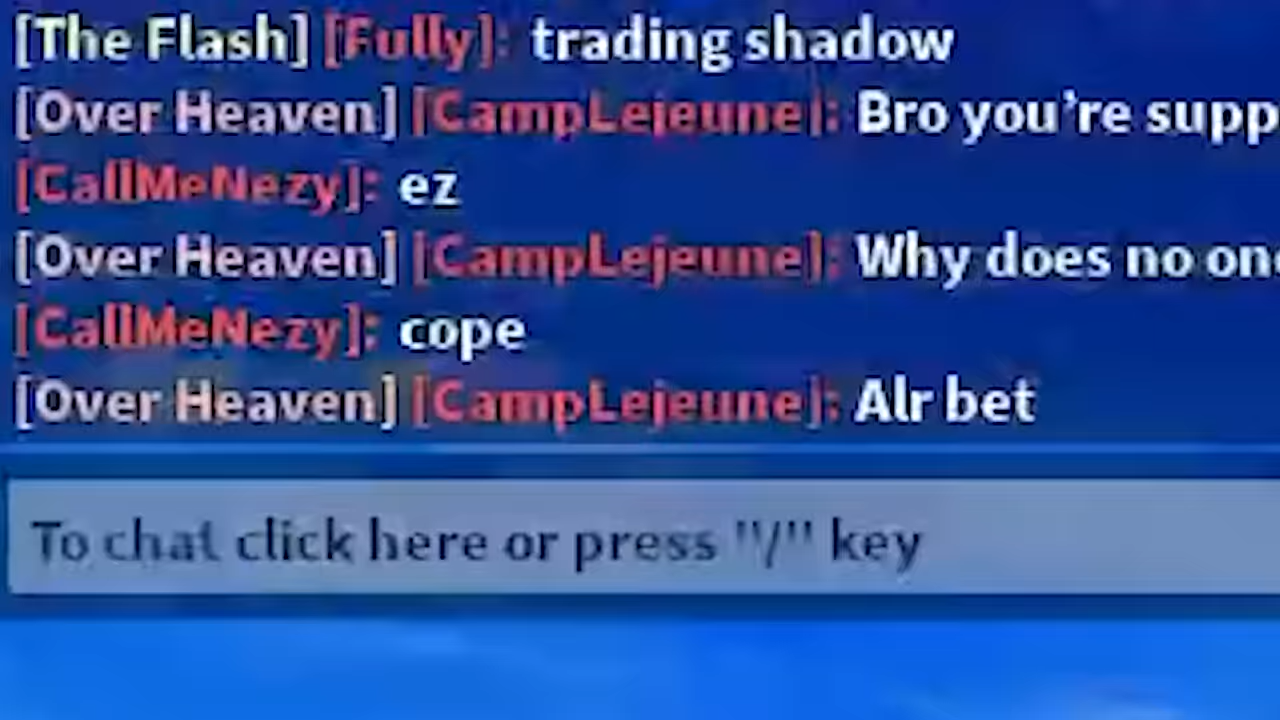 [The Flash] [Fully]: trading shadow
[Over Heaven] [CampLejeune]: Bro you're supp
[CallMeNezy]: ez
[Over Heaven] [CampLejeune]: Why does no one
[CallMeNezy]: cope
[Over Heaven] [CampLejeune]: Alr bet
To chat click here or press "/" key